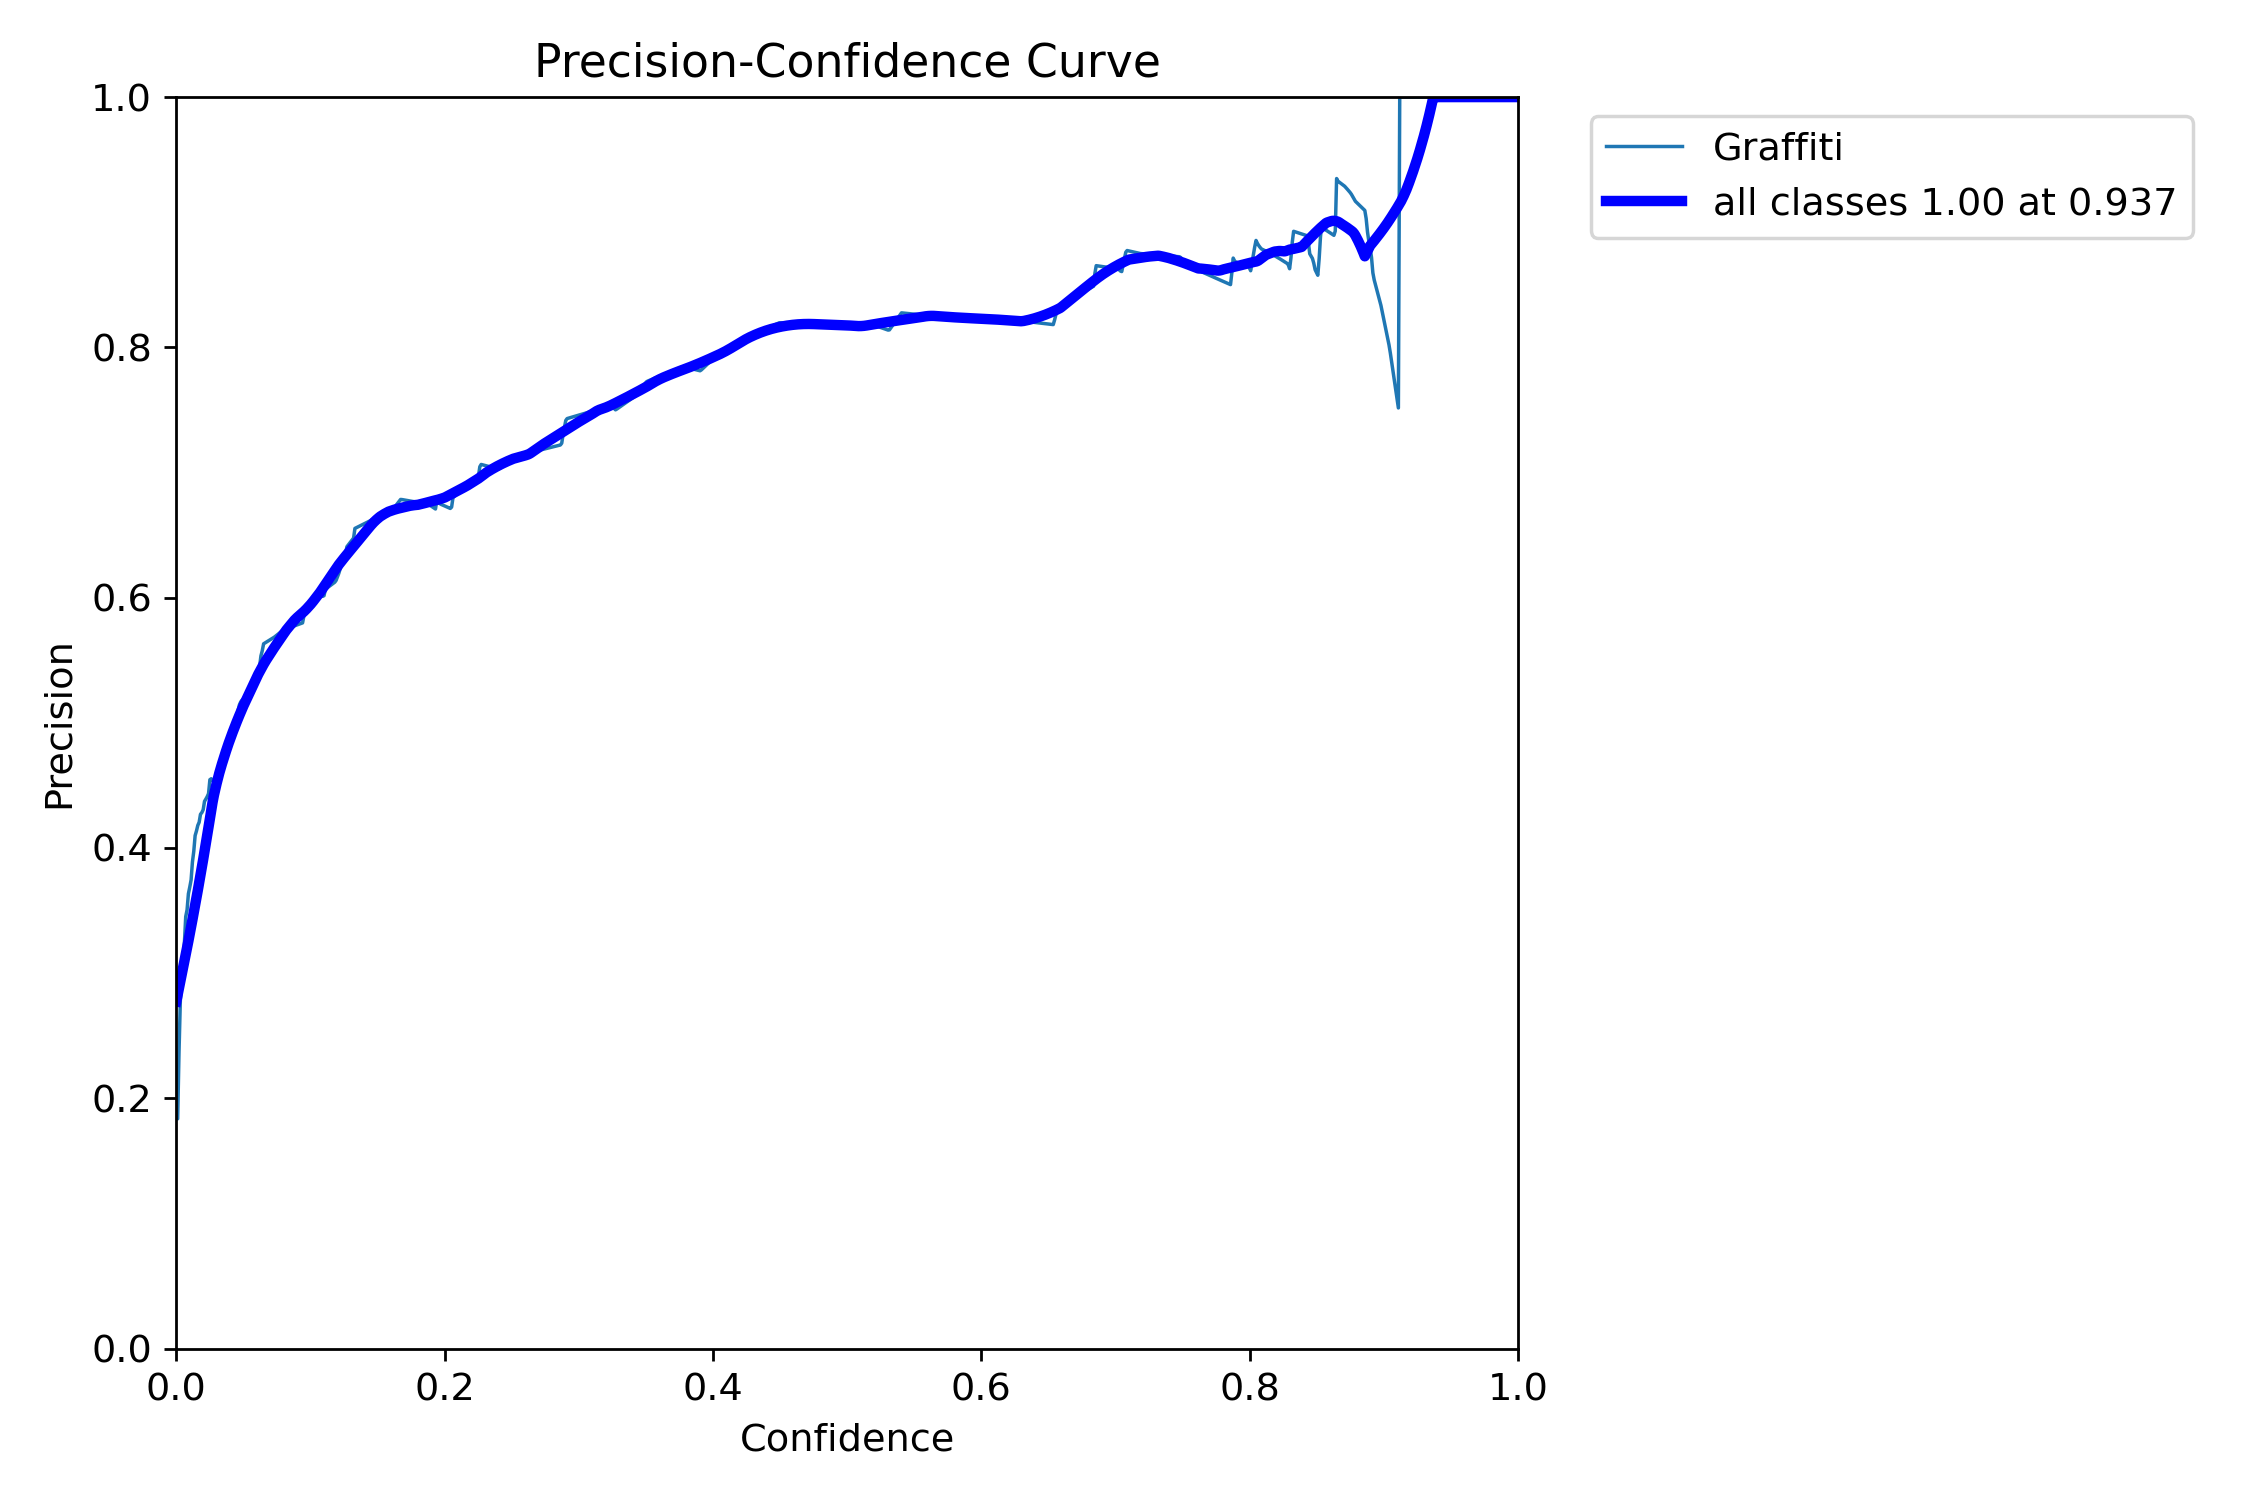 Precision-Confidence Curve
1.0
0.8
0.6
0.4
0.2
0.0
Precision
0.0 0.2 0.4 0.6 0.8 1.0
Confidence
Graffiti
all classes 1.00 at 0.937